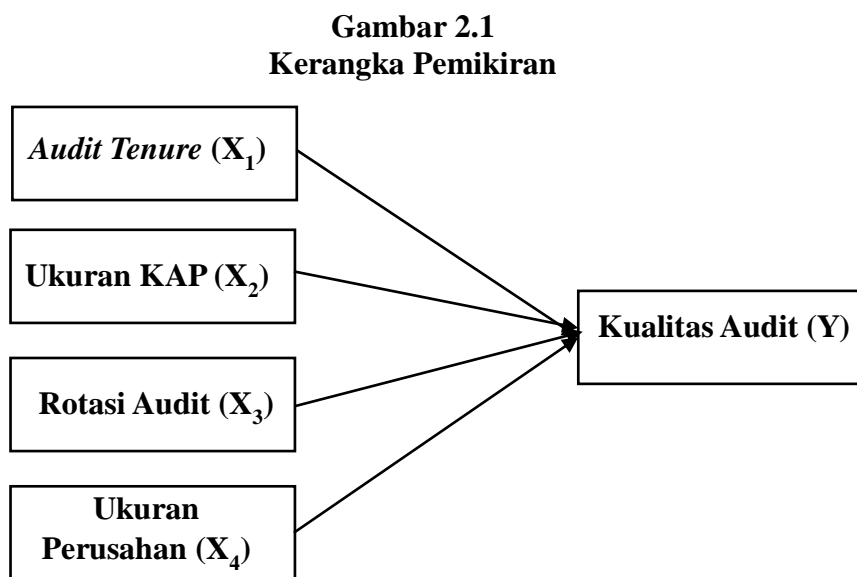 Gambar 2.1
Kerangka Pemikiran
Audit Tenure (X₁)
Ukuran KAP (X₂)
Rotasi Audit (X₃)
Ukuran
Perusahan (X₄)
Kualitas Audit (Y)